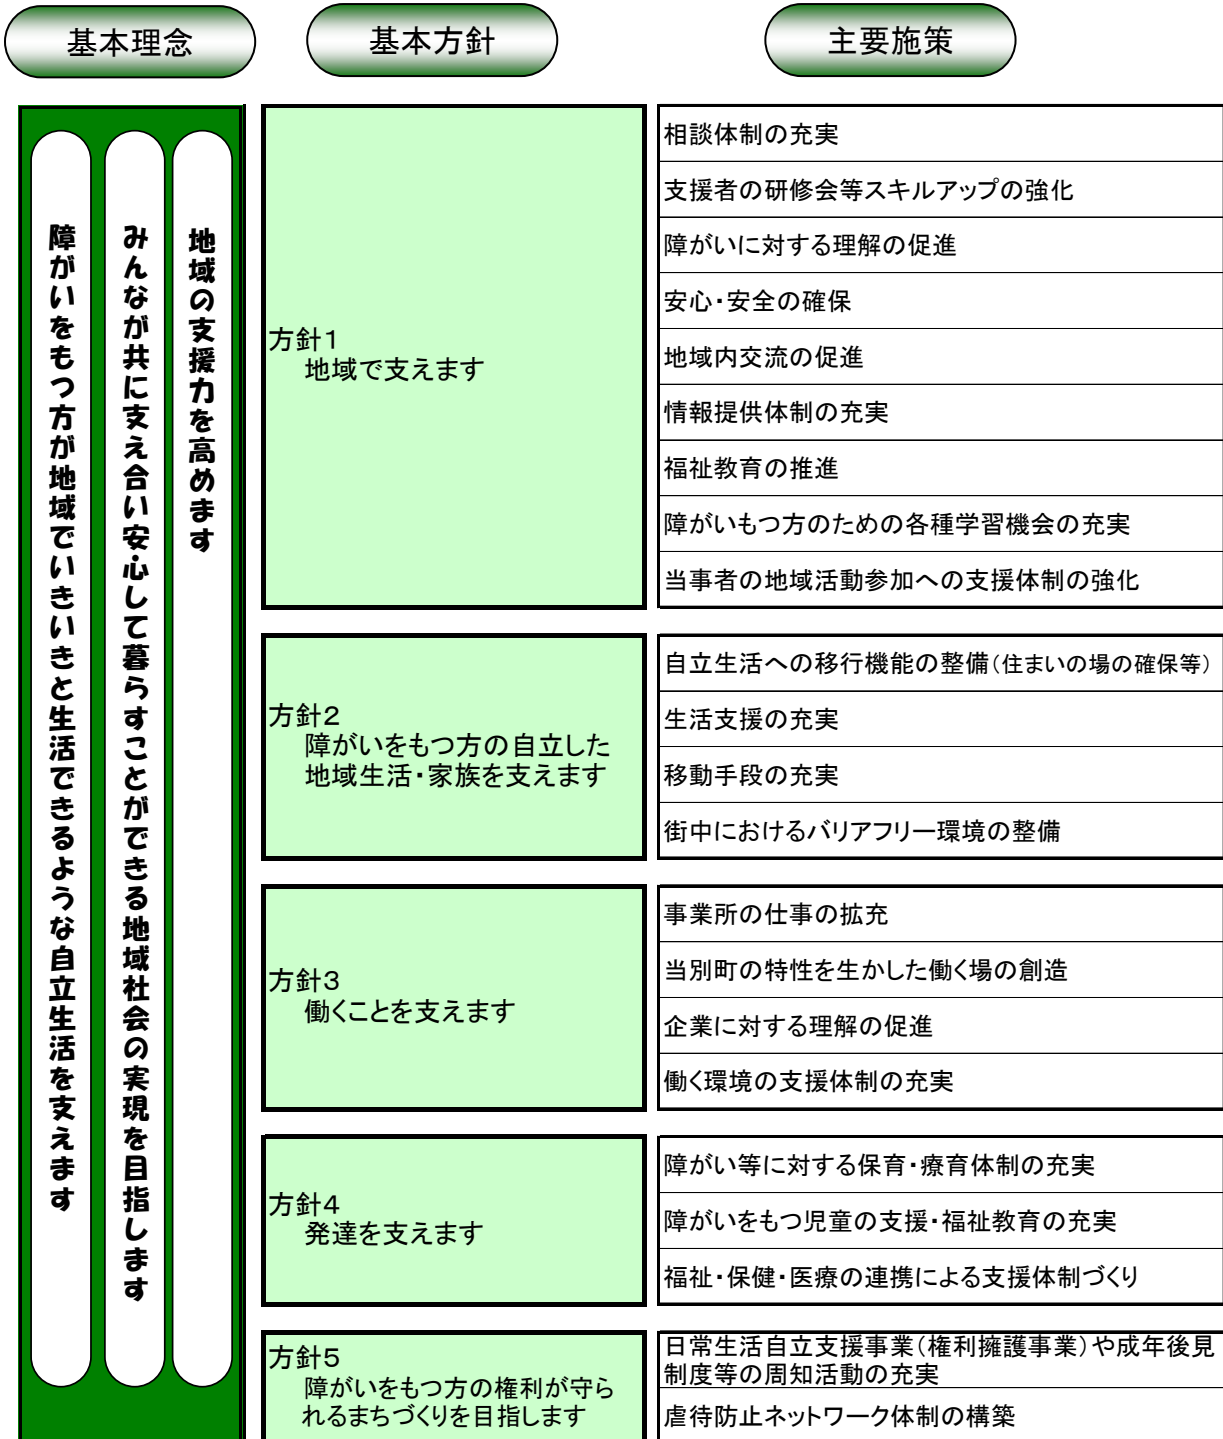 基本理念
基本方針
主要施策
地域の支援力を高めます
みんなが共に支え合い安心して暮らすことができる地域社会の実現を目指します
障がいをもつ方が地域でいきいきと生活できるような自立生活を支えます
方針1
地域で支えます
相談体制の充実
支援者の研修会等スキルアップの強化
障がいに対する理解の促進
安心・安全の確保
地域内交流の促進
情報提供体制の充実
福祉教育の推進
障がいもつ方のための各種学習機会の充実
当事者の地域活動参加への支援体制の強化
方針2
障がいをもつ方の自立した
地域生活・家族を支えます
自立生活への移行機能の整備(住まいの場の確保等)
生活支援の充実
移動手段の充実
街中におけるバリアフリー環境の整備
方針3
働くことを支えます
事業所の仕事の拡充
当別町の特性を生かした働く場の創造
企業に対する理解の促進
働く環境の支援体制の充実
方針4
発達を支えます
障がい等に対する保育・療育体制の充実
障がいをもつ児童の支援・福祉教育の充実
福祉・保健・医療の連携による支援体制づくり
方針5
障がいをもつ方の権利が守ら
れるまちづくりを目指します
日常生活自立支援事業(権利擁護事業)や成年後見
制度等の周知活動の充実
虐待防止ネットワーク体制の構築